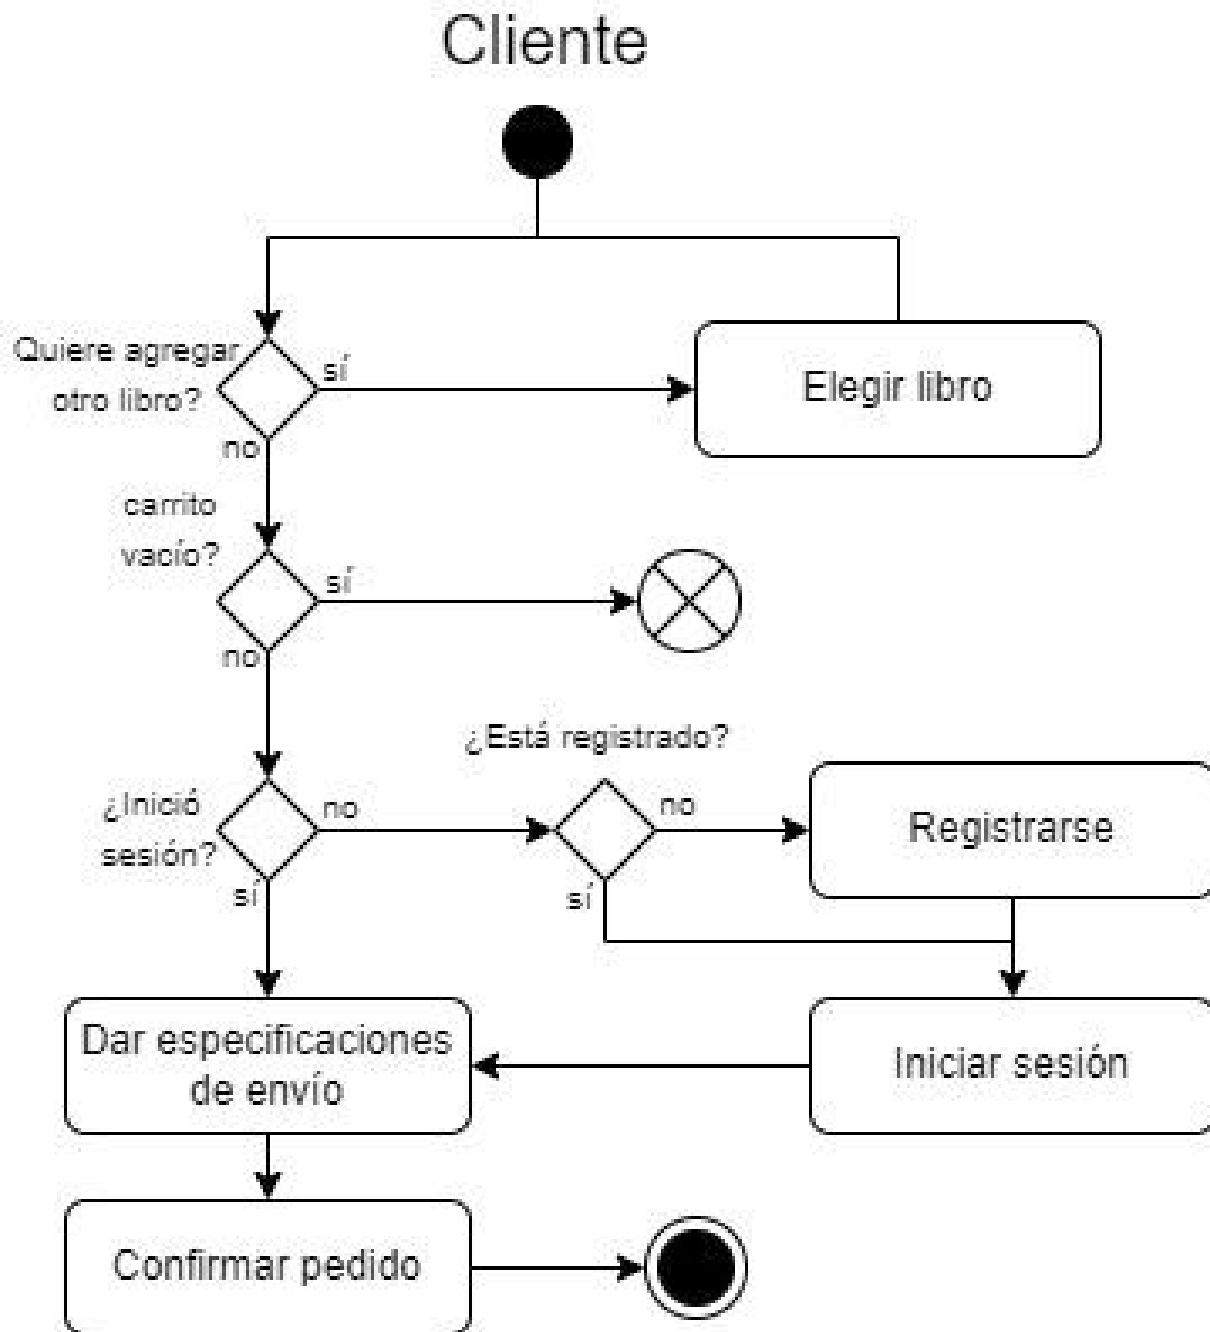 Cliente
Quiere agregar
otro libro?
sí
Elegir libro
no
carrito
vacío?
sí
no
¿Está registrado?
¿Inició
sesión?
no
no
Registrarse
sí
sí
Dar especificaciones
de envío
Iniciar sesión
Confirmar pedido